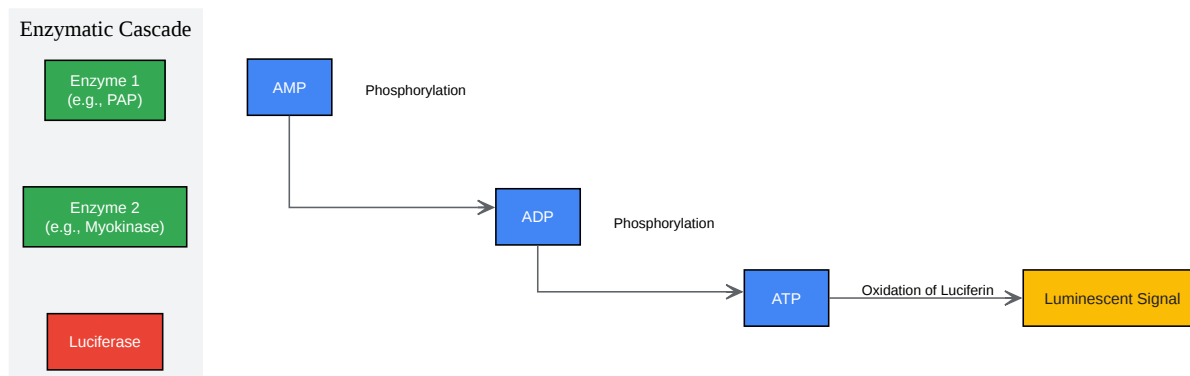 Enzymatic Cascade
Enzyme 1
(e.g., PAP)
AMP
Phosphorylation
Enzyme 2
(e.g., Myokinase)
ADP
Phosphorylation
ATP
Oxidation of Luciferin
Luminescent Signal
Luciferase